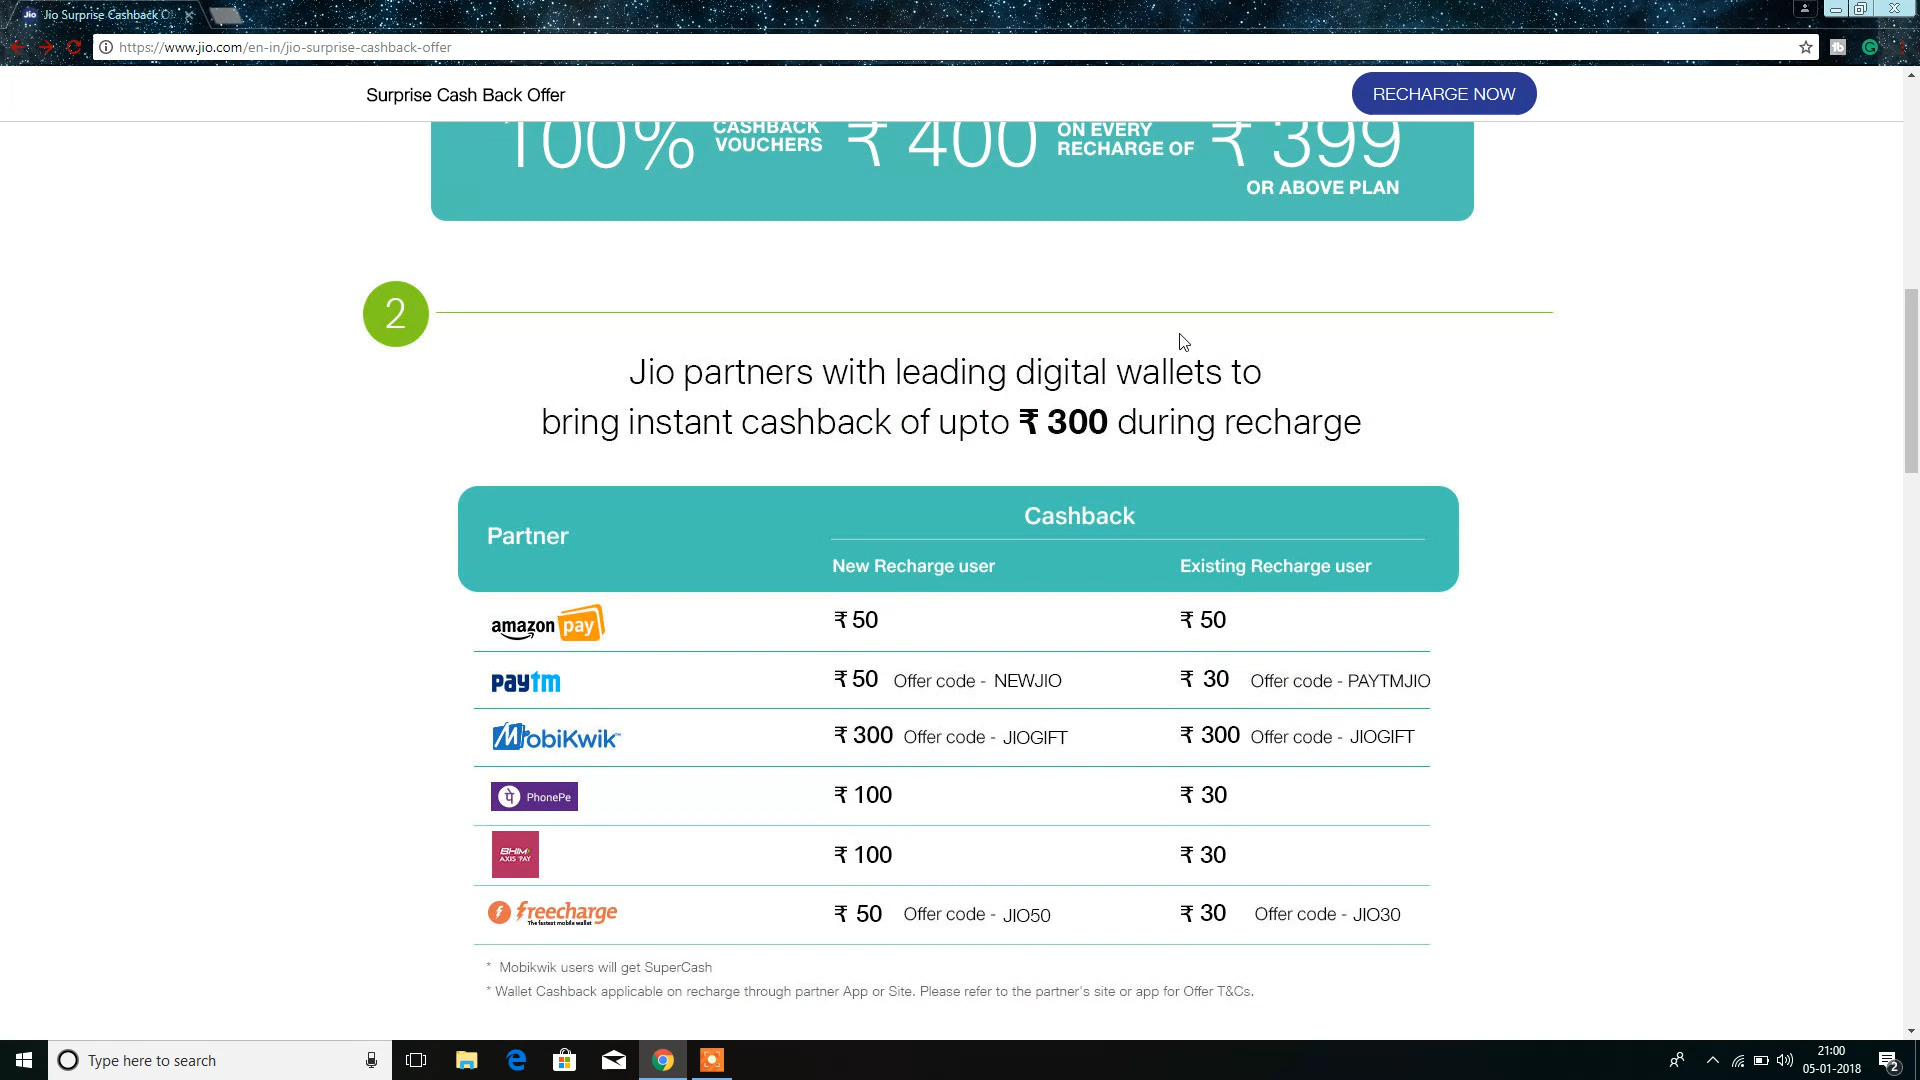 Jio Jio Surprise Cashback O
https://www.jio.com/en-in/jio-surprise-cashback-offer
Surprise Cash Back Offer
RECHARGE NOW
100% CASHBACK VOUCHERS ₹ 400 ON EVERY RECHARGE OF ₹ 399
OR ABOVE PLAN
2
Jio partners with leading digital wallets to
bring instant cashback of upto ₹ 300 during recharge
Partner
Cashback
New Recharge user Existing Recharge user
amazon pay ₹ 50 ₹ 50
paytm ₹ 50 Offer code - NEWJIO ₹ 30 Offer code - PAYTMJIO
MobiKwik™ ₹ 300 Offer code - JIOGIFT ₹ 300 Offer code - JIOGIFT
पे PhonePe ₹ 100 ₹ 30
BHIM AXIS PAY ₹ 100 ₹ 30
freecharge ₹ 50 Offer code - JIO50 ₹ 30 Offer code - JIO30
The fastest mobile wallet
* Mobikwik users will get SuperCash
* Wallet Cashback applicable on recharge through partner App or Site. Please refer to the partner's site or app for Offer T&Cs.
Type here to search
21:00
05-01-2018
2